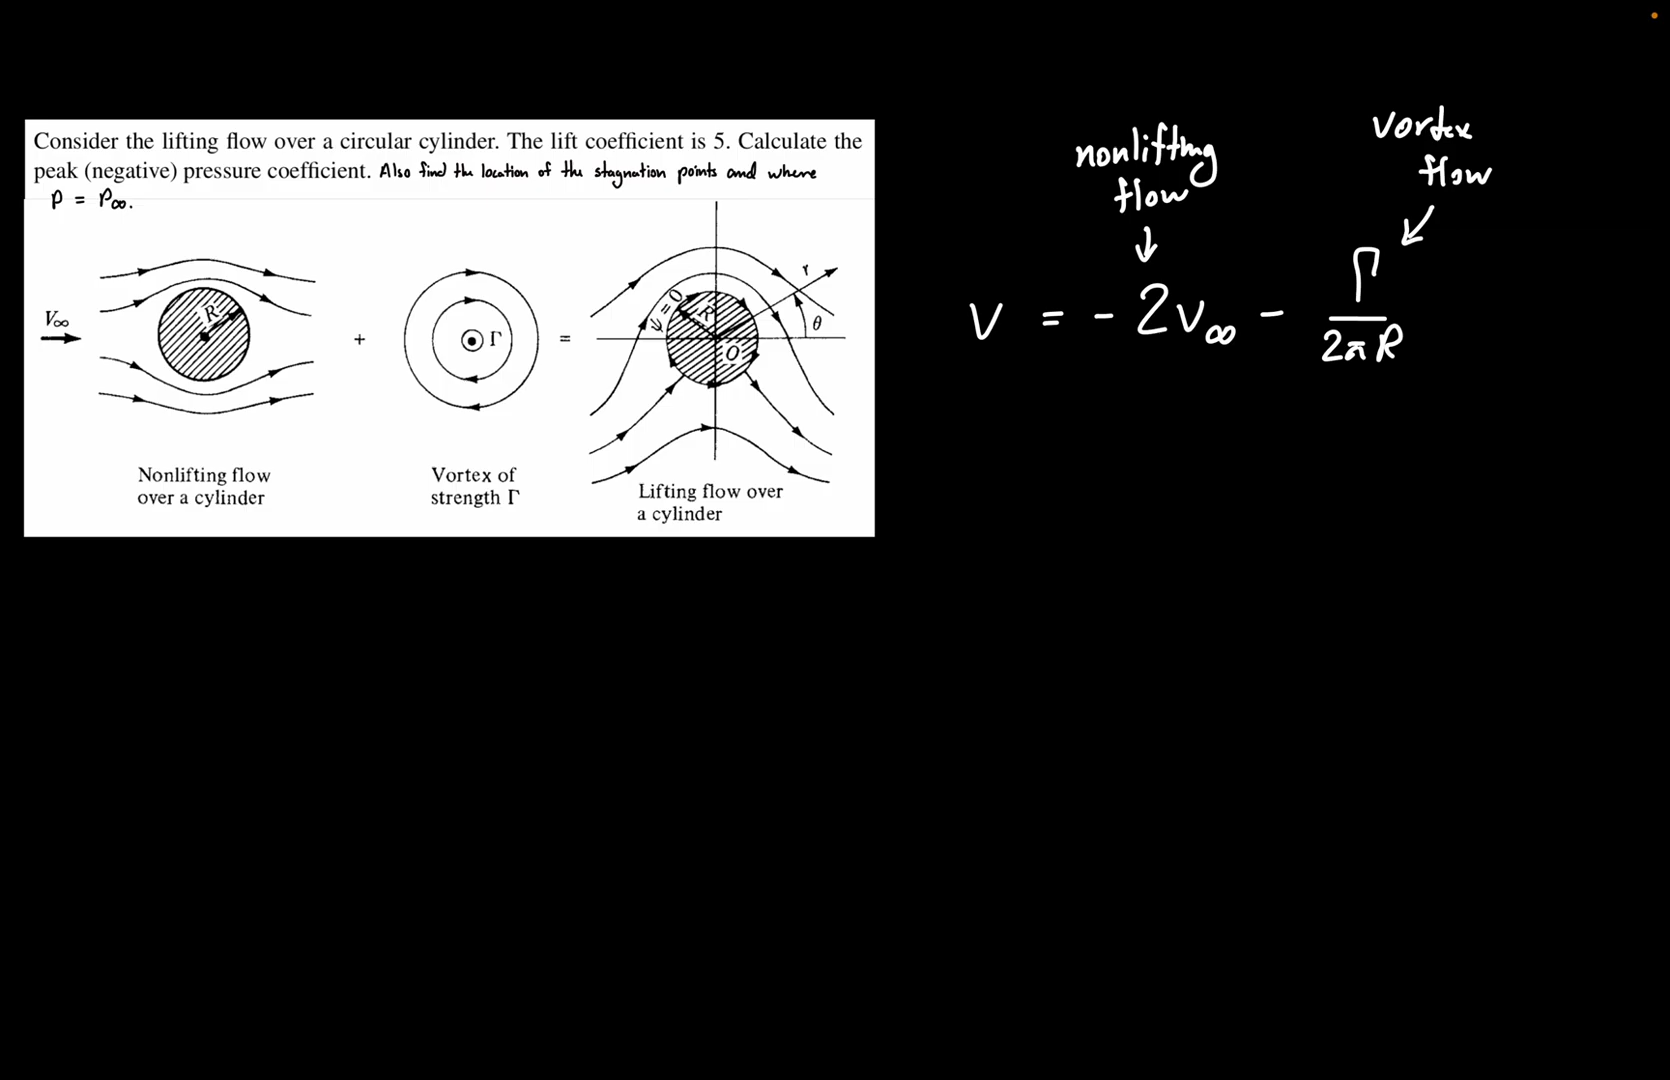 Consider the lifting flow over a circular cylinder. The lift coefficient is 5. Calculate the
peak (negative) pressure coefficient. Also find the location of the stagnation points and where
P = P∞.
V∞
R
+
Γ
=
ψ = 0
R
O
r
θ
Nonlifting flow
over a cylinder
Vortex of
strength Γ
Lifting flow over
a cylinder
nonlifting
flow
↓
vortex
flow
↙
V = - 2V∞ - Γ / 2πR